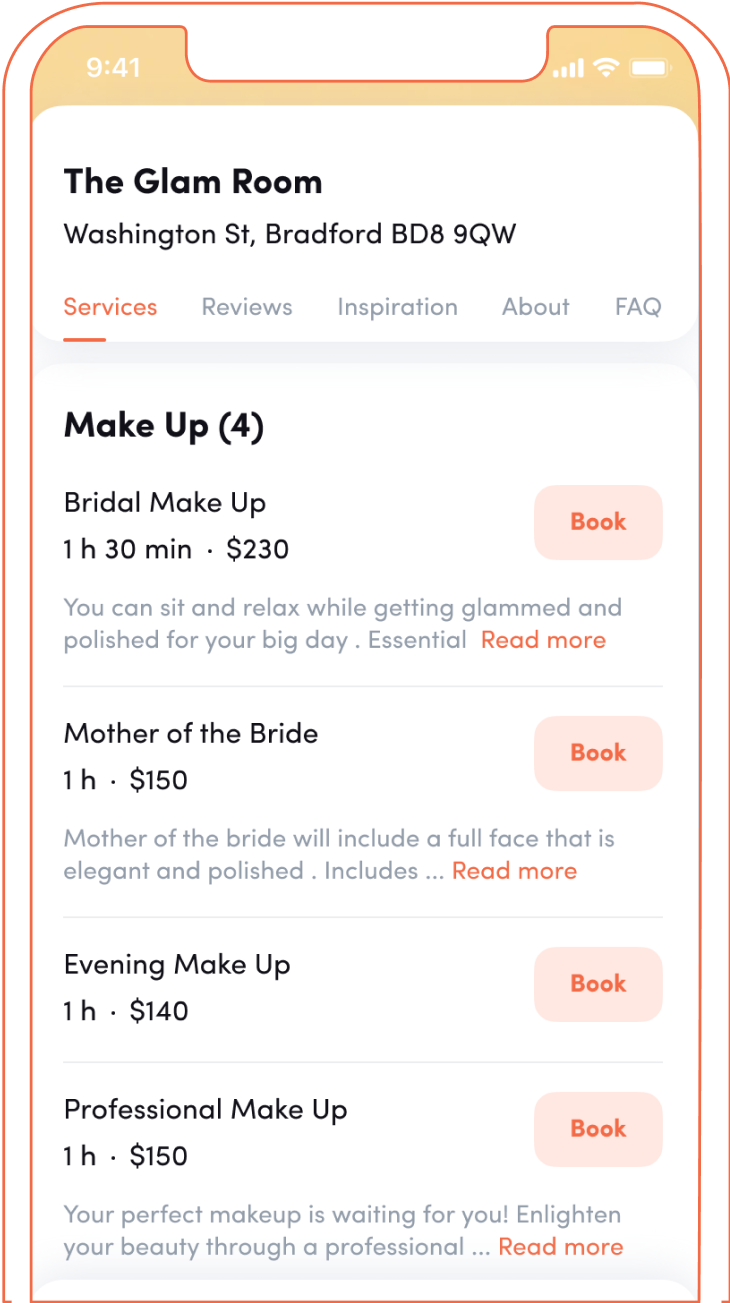 9:41
The Glam Room
Washington St, Bradford BD8 9QW
Services Reviews Inspiration About FAQ
Make Up (4)
Bridal Make Up
Book
1 h 30 min · $230
You can sit and relax while getting glammed and
polished for your big day . Essential Read more
Mother of the Bride
Book
1 h · $150
Mother of the bride will include a full face that is
elegant and polished . Includes ... Read more
Evening Make Up
Book
1 h · $140
Professional Make Up
Book
1 h · $150
Your perfect makeup is waiting for you! Enlighten
your beauty through a professional ... Read more